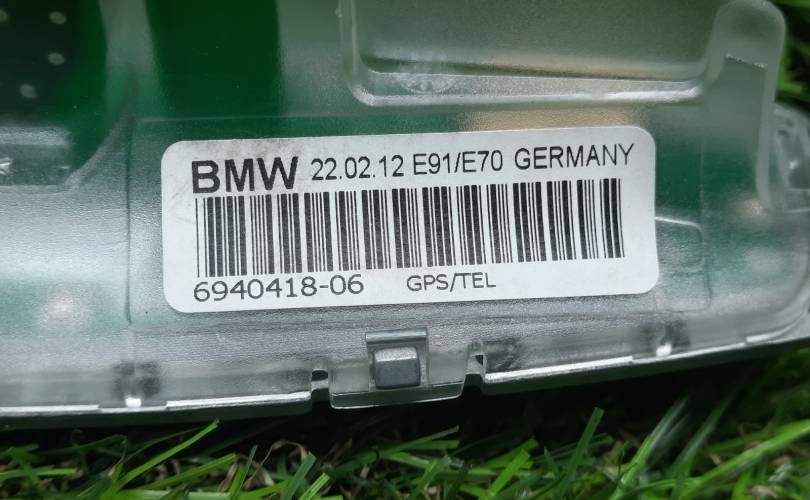 BMW 22.02.12 E91/E70 GERMANY
6940418-06 GPS/TEL